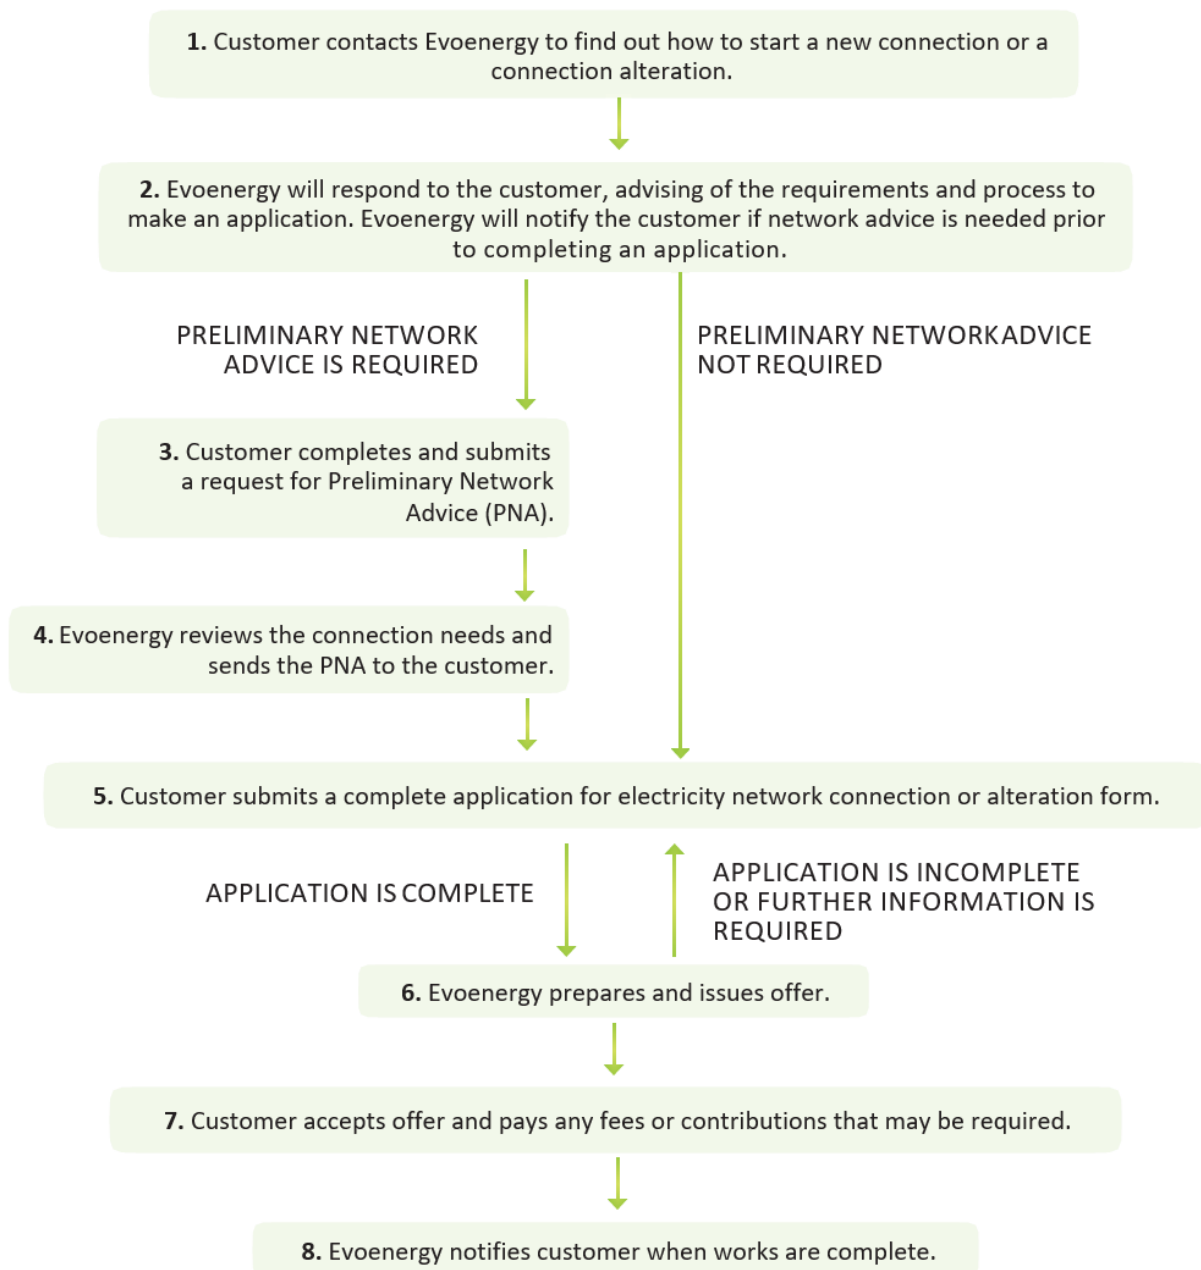 1. Customer contacts Evoenergy to find out how to start a new connection or a
connection alteration.
2. Evoenergy will respond to the customer, advising of the requirements and process to
make an application. Evoenergy will notify the customer if network advice is needed prior
to completing an application.
PRELIMINARY NETWORK
ADVICE IS REQUIRED
PRELIMINARY NETWORK ADVICE
NOT REQUIRED
3. Customer completes and submits
a request for Preliminary Network
Advice (PNA).
4. Evoenergy reviews the connection needs and
sends the PNA to the customer.
5. Customer submits a complete application for electricity network connection or alteration form.
APPLICATION IS COMPLETE
APPLICATION IS INCOMPLETE
OR FURTHER INFORMATION IS
REQUIRED
6. Evoenergy prepares and issues offer.
7. Customer accepts offer and pays any fees or contributions that may be required.
8. Evoenergy notifies customer when works are complete.